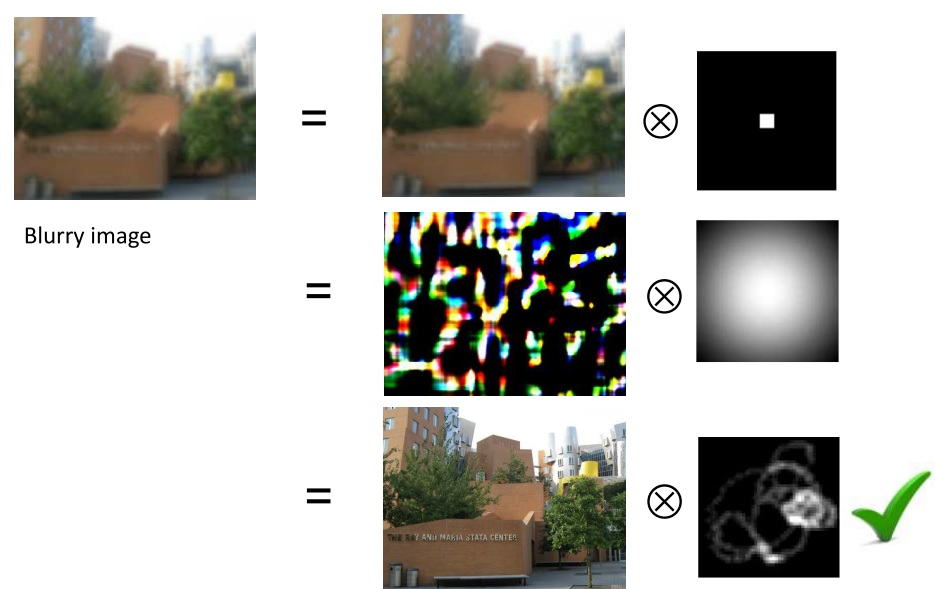 Blurry image
=
=
=
THE RAY AND MARIA STATA CENTER